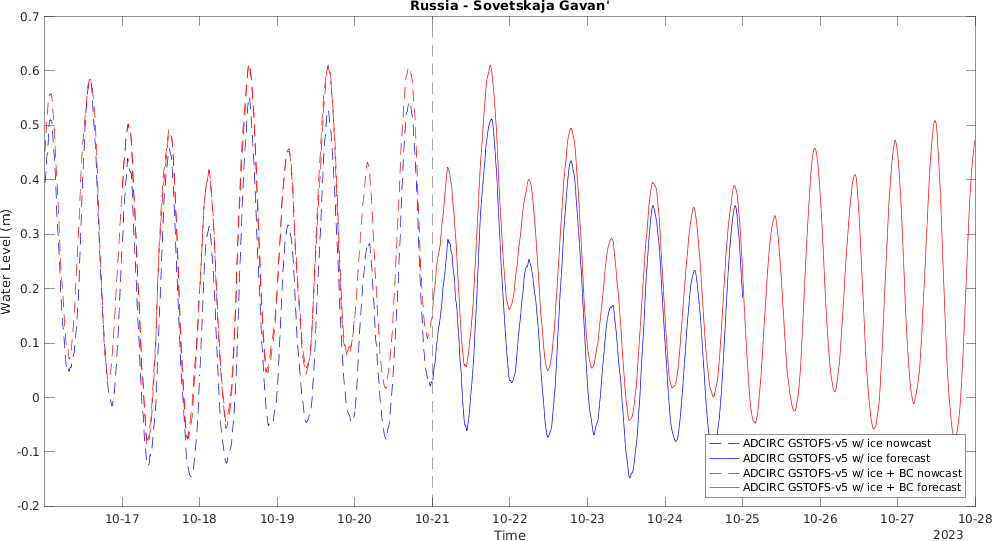 Russia - Sovetskaja Gavan'
0.7
0.6
0.5
0.4
0.3
0.2
0.1
0
-0.1
-0.2
Water Level (m)
ADCIRC GSTOFS-v5 w/ ice nowcast
ADCIRC GSTOFS-v5 w/ ice forecast
ADCIRC GSTOFS-v5 w/ ice + BC nowcast
ADCIRC GSTOFS-v5 w/ ice + BC forecast
10-17 10-18 10-19 10-20 10-21 10-22 10-23 10-24 10-25 10-26 10-27 10-28
Time
2023